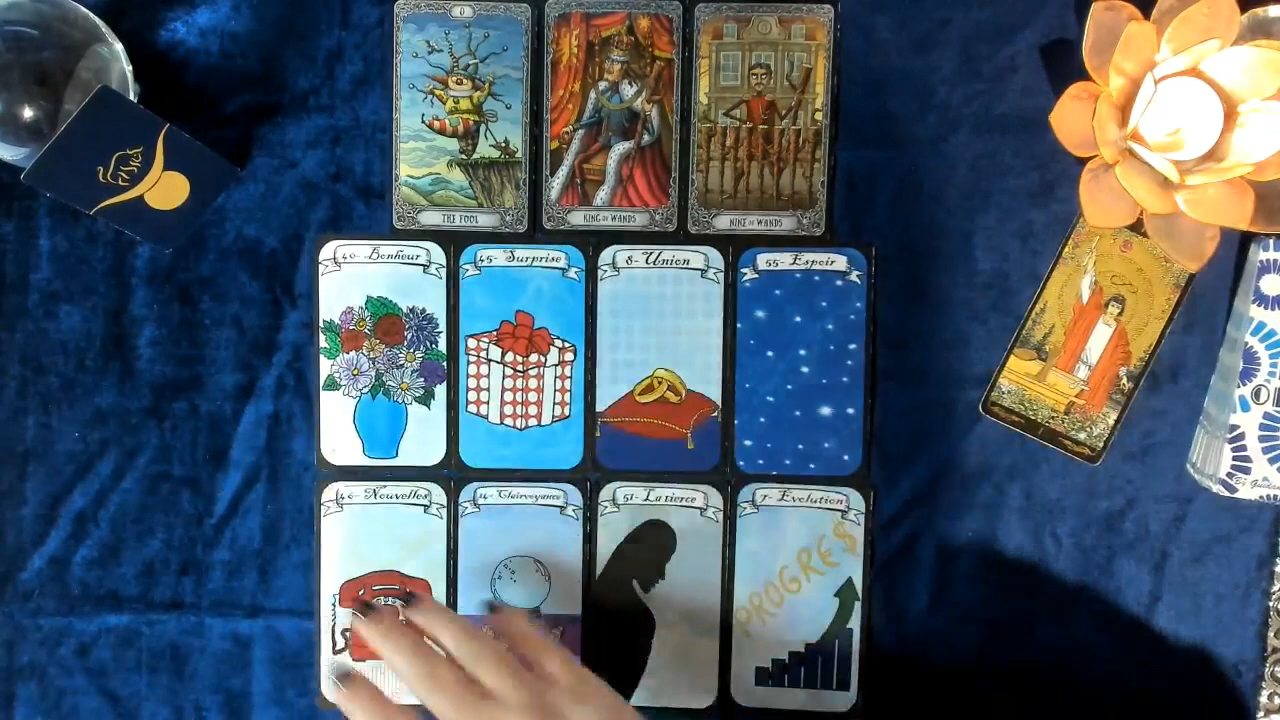 0
THE FOOL
KING OF WANDS
NINE OF WANDS
40- Bonheur
45- Surprise
8- Union
55- Espoir
46- Nouvelles
14- Clairvoyance
51- La tierce
7- Evolution
PROGRE$